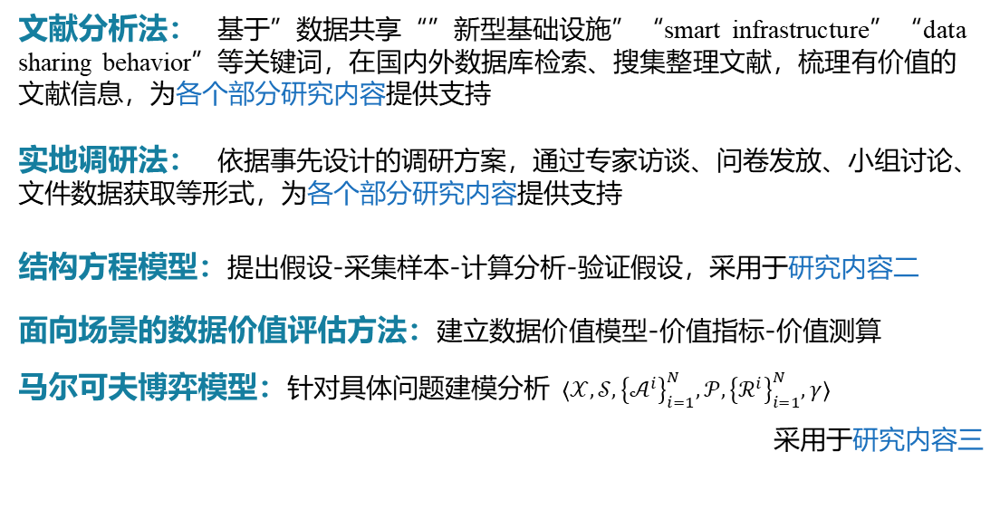 文献分析法： 基于”数据共享“”新型基础设施” “smart infrastructure” “data
sharing behavior”等关键词，在国内外数据库检索、搜集整理文献，梳理有价值的
文献信息，为各个部分研究内容提供支持
实地调研法： 依据事先设计的调研方案，通过专家访谈、问卷发放、小组讨论、
文件数据获取等形式，为各个部分研究内容提供支持
结构方程模型：提出假设-采集样本-计算分析-验证假设，采用于研究内容二
面向场景的数据价值评估方法：建立数据价值模型-价值指标-价值测算
马尔可夫博弈模型：针对具体问题建模分析 ⟨𝒳, 𝒮, {𝒜ⁱ}ᵢ₌₁ᴺ, 𝒫, {ℛⁱ}ᵢ₌₁ᴺ, γ⟩
采用于研究内容三